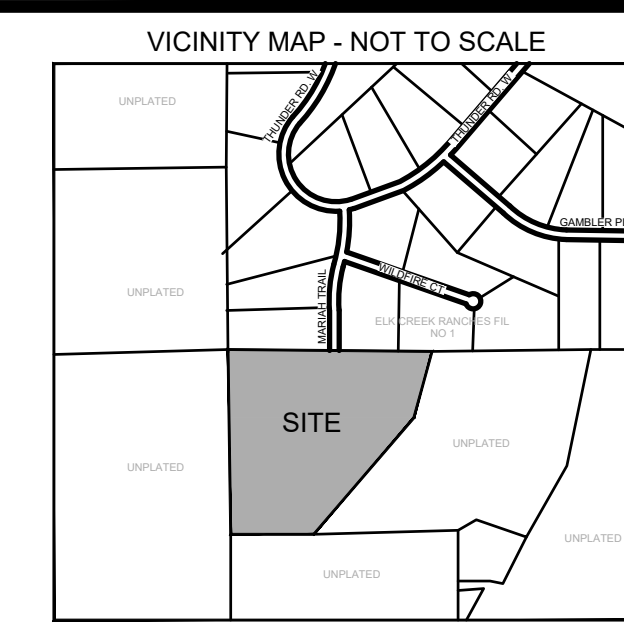 VICINITY MAP - NOT TO SCALE
UNPLATED
THUNDER RD. W
THUNDER RD. W
GAMBLER
WILDFIRE CT.
MARIAH TRAIL
UNPLATED
ELK CREEK RANCHES FIL
NO 1
SITE
UNPLATED
UNPLATED
UNPLATED
UNPLATED